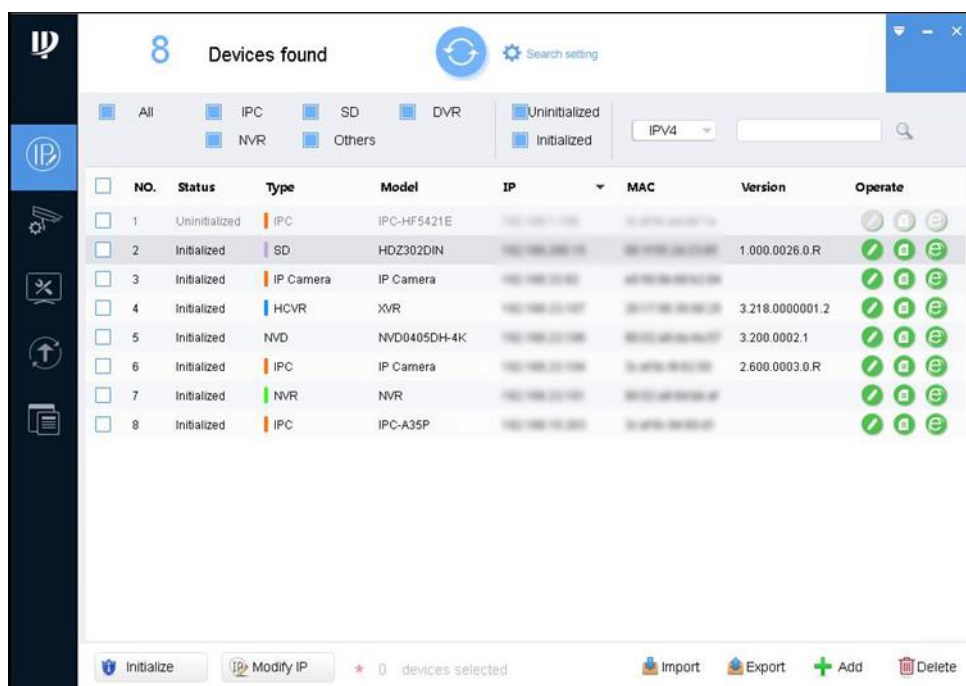 8 Devices found Search setting
All IPC SD DVR Uninitialized
NVR Others Initialized IPV4
NO. Status Type Model IP MAC Version Operate
1 Uninitialized IPC IPC-HF5421E
2 Initialized SD HDZ302DIN 1.000.0026.0.R
3 Initialized IP Camera IP Camera
4 Initialized HCVR XVR 3.218.0000001.2
5 Initialized NVD NVD0405DH-4K 3.200.0002.1
6 Initialized IPC IP Camera 2.600.0003.0.R
7 Initialized NVR NVR
8 Initialized IPC IPC-A35P
Initialize Modify IP * 0 devices selected Import Export Add Delete